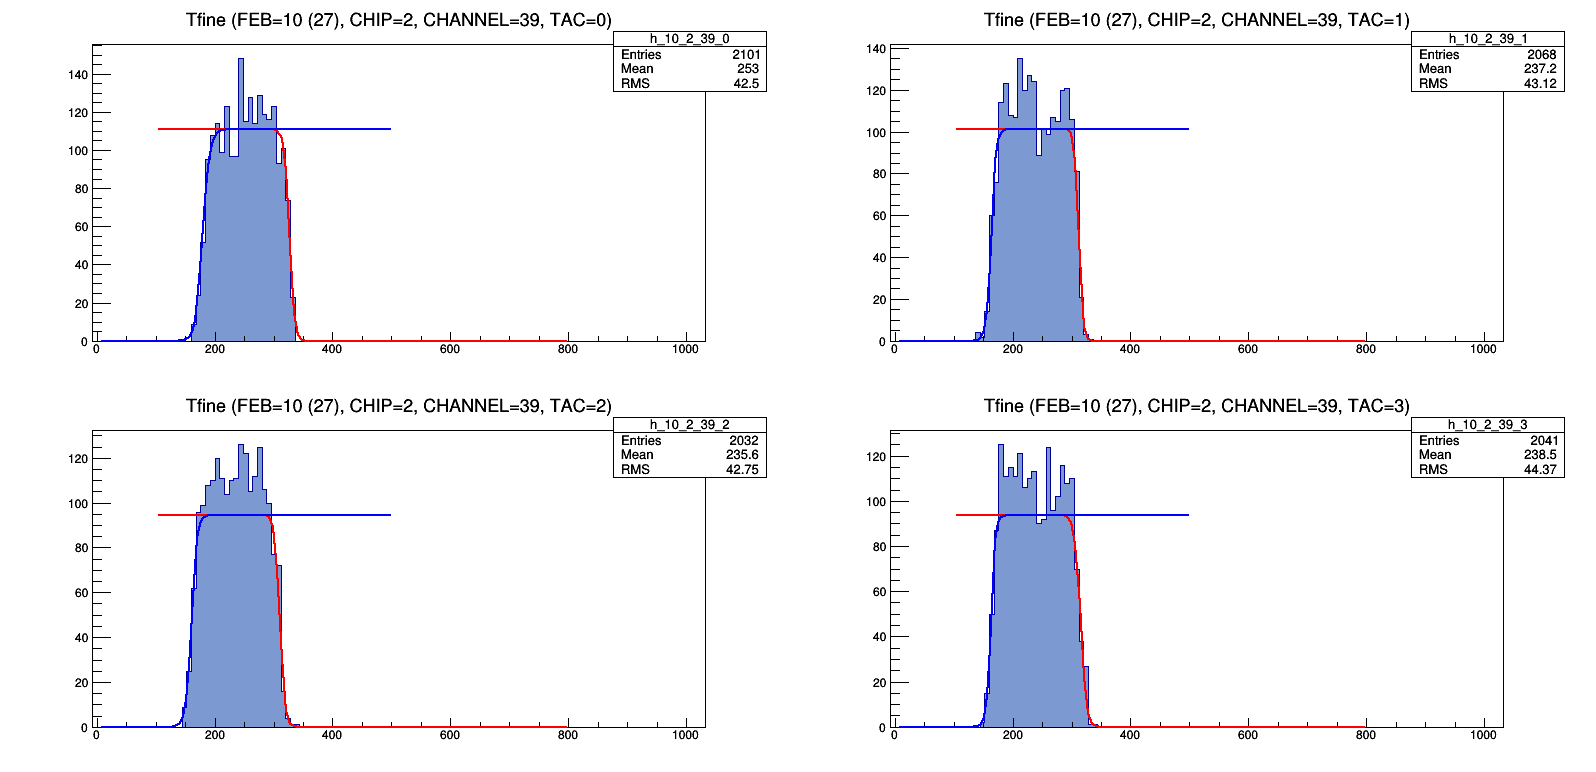 Tfine (FEB=10 (27), CHIP=2, CHANNEL=39, TAC=0)
h_10_2_39_0
Entries 2101
Mean 253
RMS 42.5
140
120
100
80
60
40
20
0
0 200 400 600 800 1000
Tfine (FEB=10 (27), CHIP=2, CHANNEL=39, TAC=1)
h_10_2_39_1
Entries 2068
Mean 237.2
RMS 43.12
140
120
100
80
60
40
20
0
0 200 400 600 800 1000
Tfine (FEB=10 (27), CHIP=2, CHANNEL=39, TAC=2)
h_10_2_39_2
Entries 2032
Mean 235.6
RMS 42.75
120
100
80
60
40
20
0
0 200 400 600 800 1000
Tfine (FEB=10 (27), CHIP=2, CHANNEL=39, TAC=3)
h_10_2_39_3
Entries 2041
Mean 238.5
RMS 44.37
120
100
80
60
40
20
0
0 200 400 600 800 1000